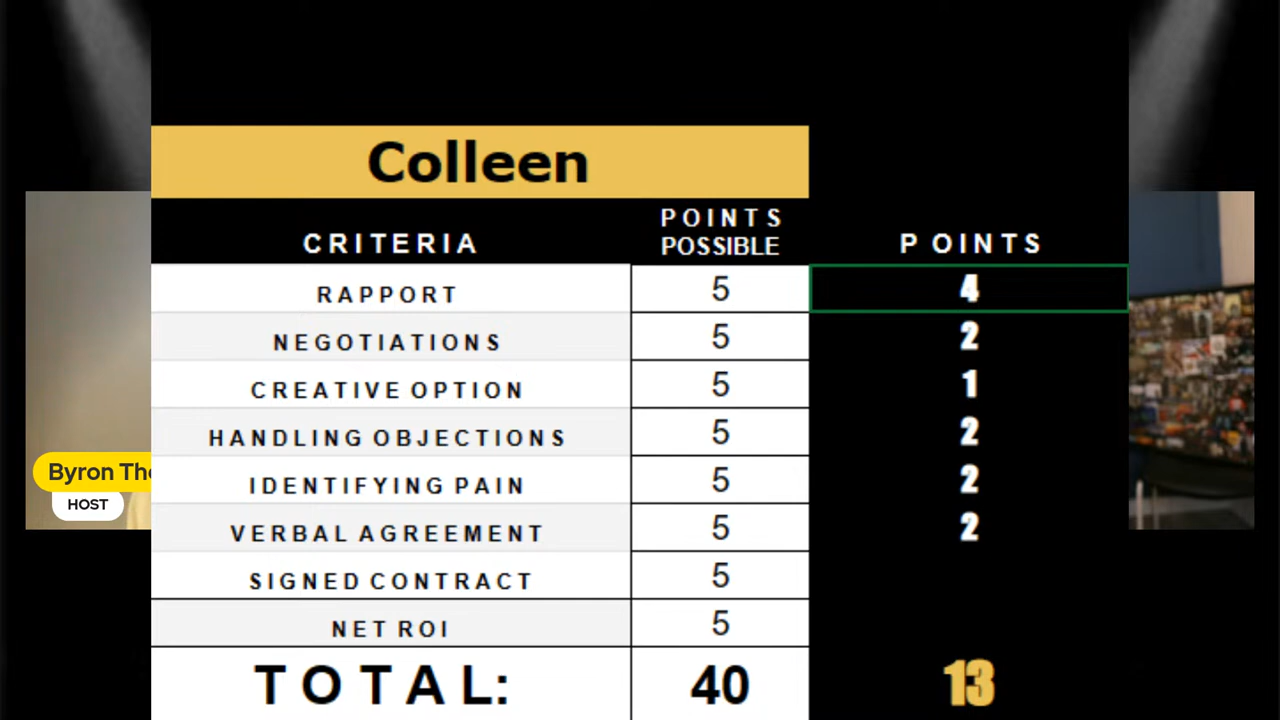 Colleen
CRITERIA POINTS POSSIBLE POINTS
RAPPORT 5 4
NEGOTIATIONS 5 2
CREATIVE OPTION 5 1
HANDLING OBJECTIONS 5 2
IDENTIFYING PAIN 5 2
VERBAL AGREEMENT 5 2
SIGNED CONTRACT 5
NET ROI 5
TOTAL: 40 13
Byron
HOST